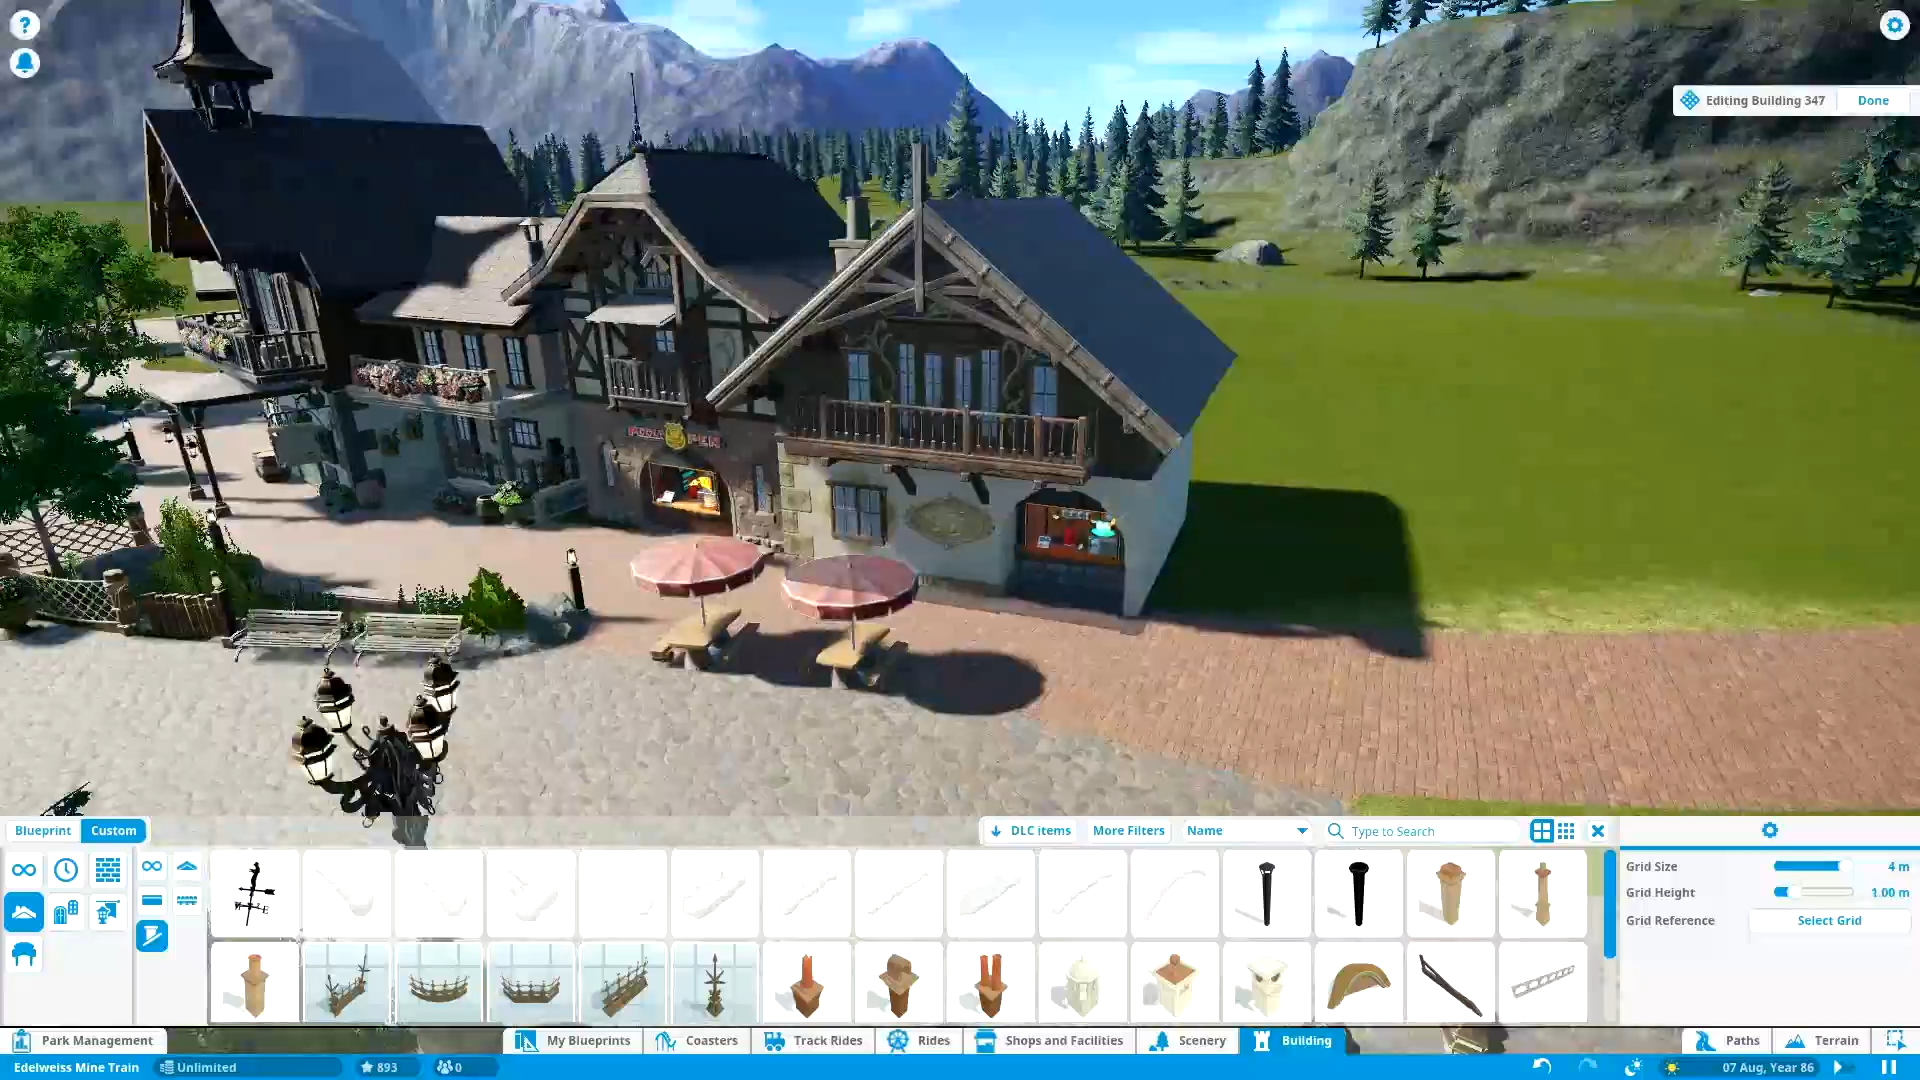 Editing Building 347
Done
Blueprint
Custom
DLC items
More Filters
Name
Type to Search
Grid Size
4 m
Grid Height
1.00 m
Grid Reference
Select Grid
Park Management
My Blueprints
Coasters
Track Rides
Rides
Shops and Facilities
Scenery
Building
Paths
Terrain
Edelweiss Mine Train
Unlimited
893
0
07 Aug, Year 86